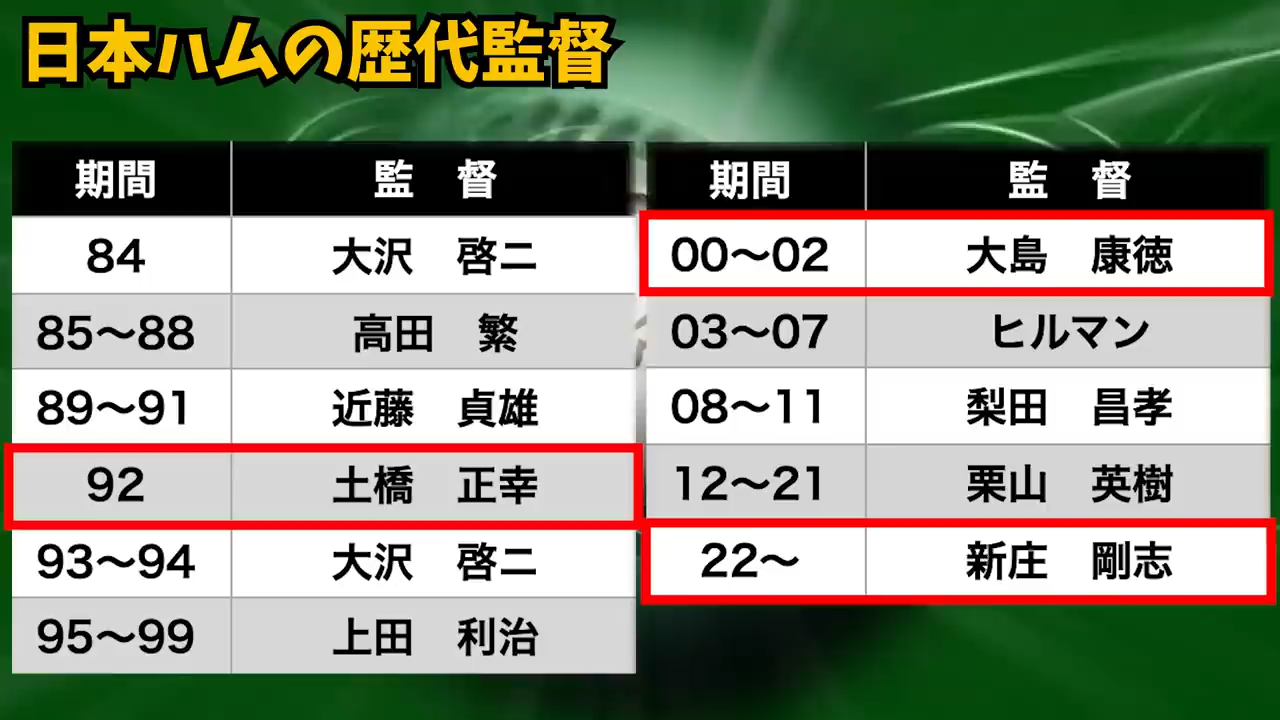 日本ハムの歴代監督
期間 監 督
84 大沢 啓二
85〜88 高田 繁
89〜91 近藤 貞雄
92 土橋 正幸
93〜94 大沢 啓二
95〜99 上田 利治
期間 監 督
00〜02 大島 康徳
03〜07 ヒルマン
08〜11 梨田 昌孝
12〜21 栗山 英樹
22〜 新庄 剛志